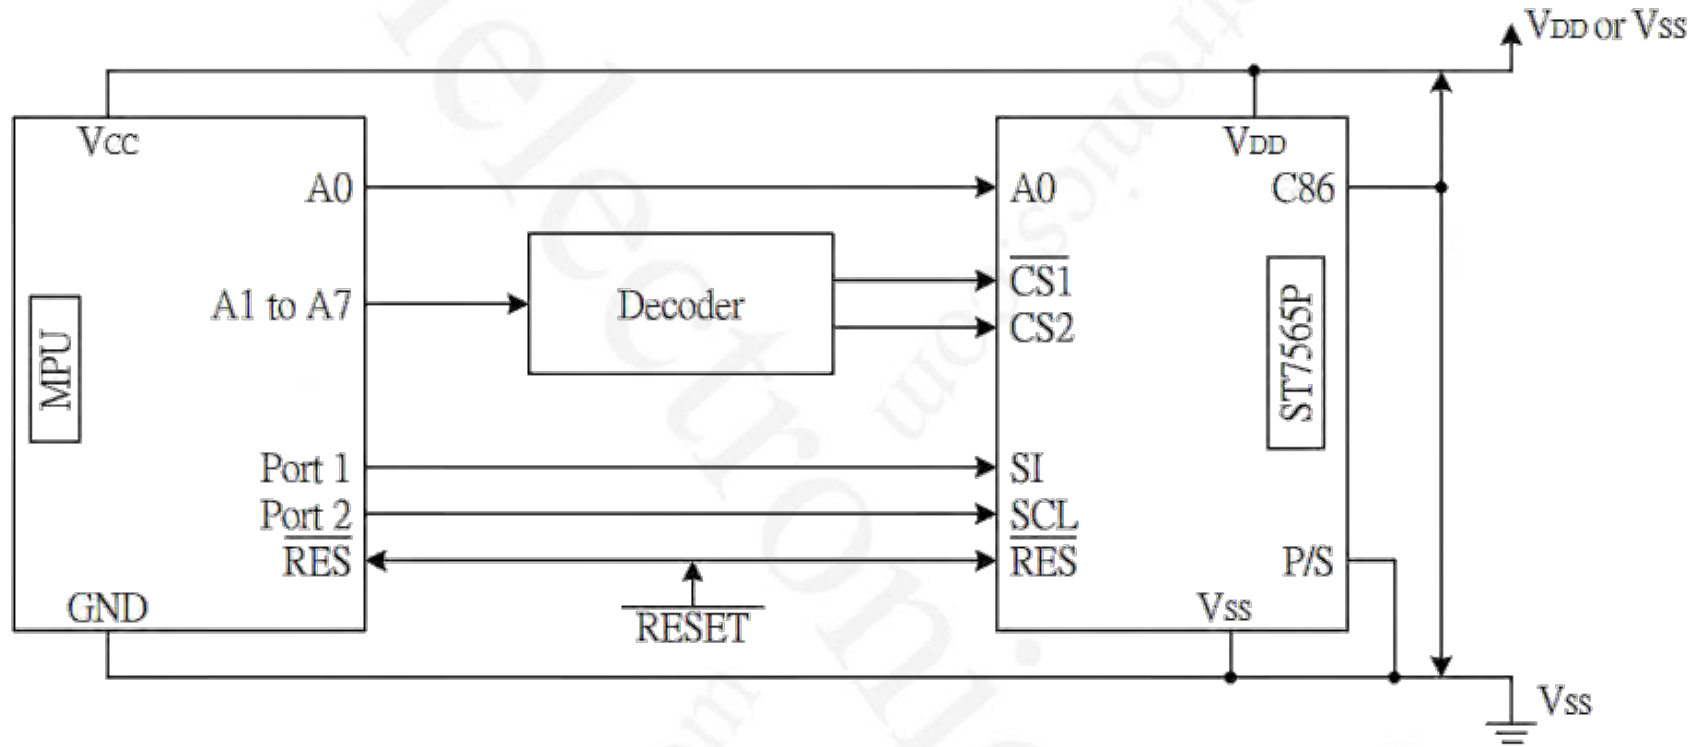 VDD or VSS
VCC
VDD
A0
A0
C86
CS1
A1 to A7
Decoder
CS2
MPU
ST7565P
Port 1
SI
Port 2
SCL
RES
RES
P/S
GND
VSS
RESET
VSS